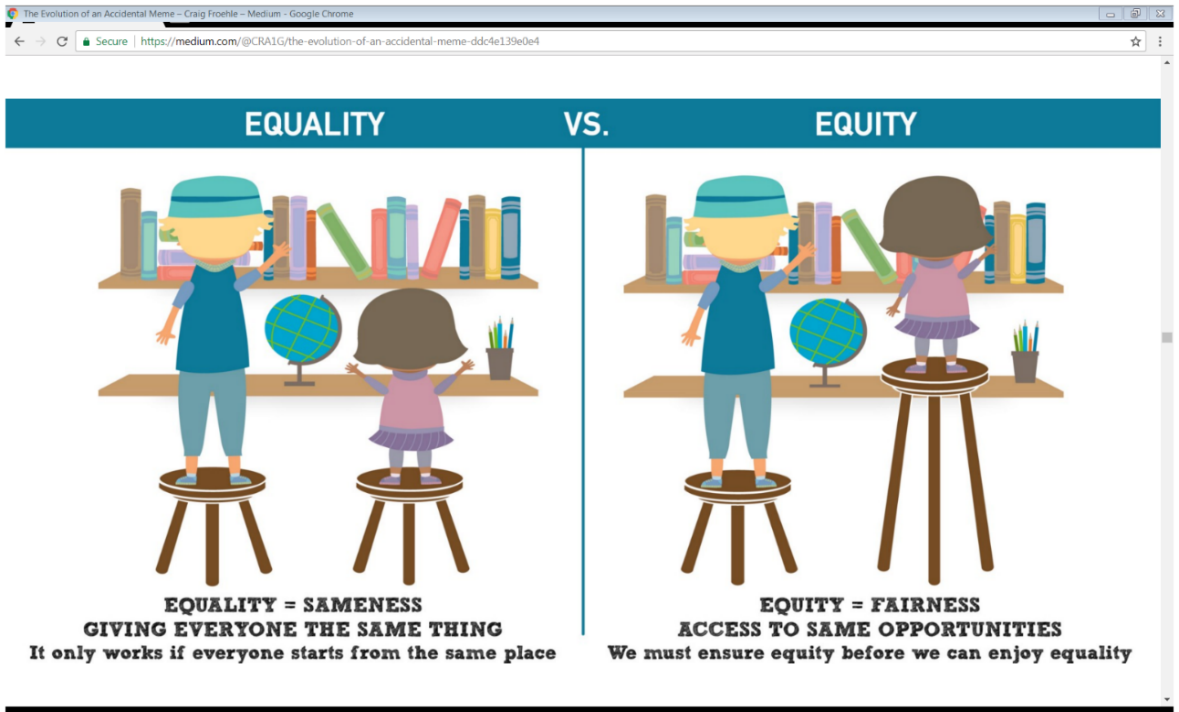 The Evolution of an Accidental Meme – Craig Froehle – Medium - Google Chrome
Secure | https://medium.com/@CRA1G/the-evolution-of-an-accidental-meme-ddc4e139e0e4
EQUALITY VS. EQUITY
EQUALITY = SAMENESS
GIVING EVERYONE THE SAME THING
It only works if everyone starts from the same place
EQUITY = FAIRNESS
ACCESS TO SAME OPPORTUNITIES
We must ensure equity before we can enjoy equality